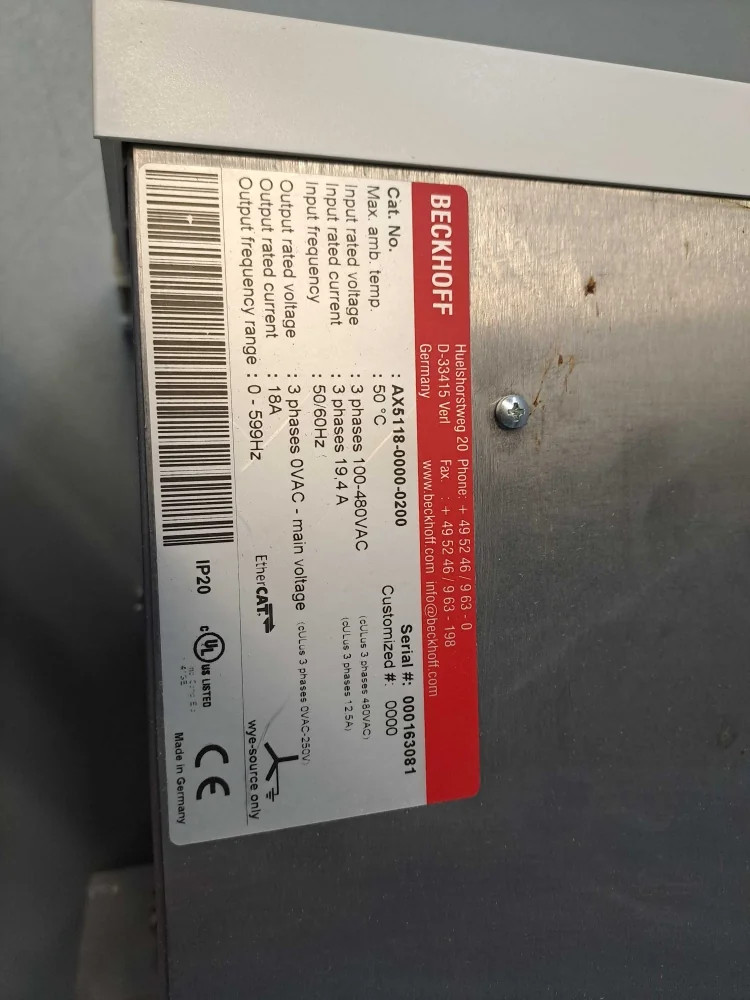 BECKHOFF
Huelshorstweg 20 Phone: + 49 52 46 / 9 63 - 0
D-33415 Verl Fax. : + 49 52 46 / 9 63 - 198
Germany www.beckhoff.com info@beckhoff.com
Serial #: 000163081
Cat. No. : AX5118-0000-0200 Customized #: 0000
Max. amb. temp. : 50 °C
Input rated voltage : 3 phases 100-480VAC (cULus 3 phases 480VAC)
Input rated current : 3 phases 19,4 A (cULus 3 phases 12.5A)
Input frequency : 50/60Hz
Output rated voltage : 3 phases 0VAC - main voltage (cULus 3 phases 0VAC-250V)
Output rated current : 18A
Output frequency range : 0 - 599Hz
EtherCAT
wye-source only
IP20
c UL US LISTED
CE
Made in Germany